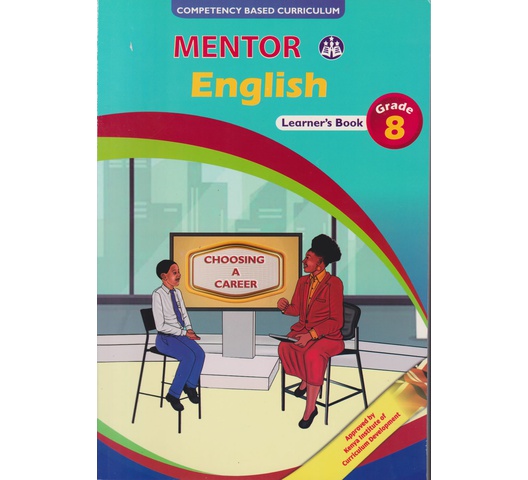 COMPETENCY BASED CURRICULUM
MENTOR
English
Learner's Book
Grade
8
CHOOSING
A
CAREER
Approved by
Kenya Institute of
Curriculum Development